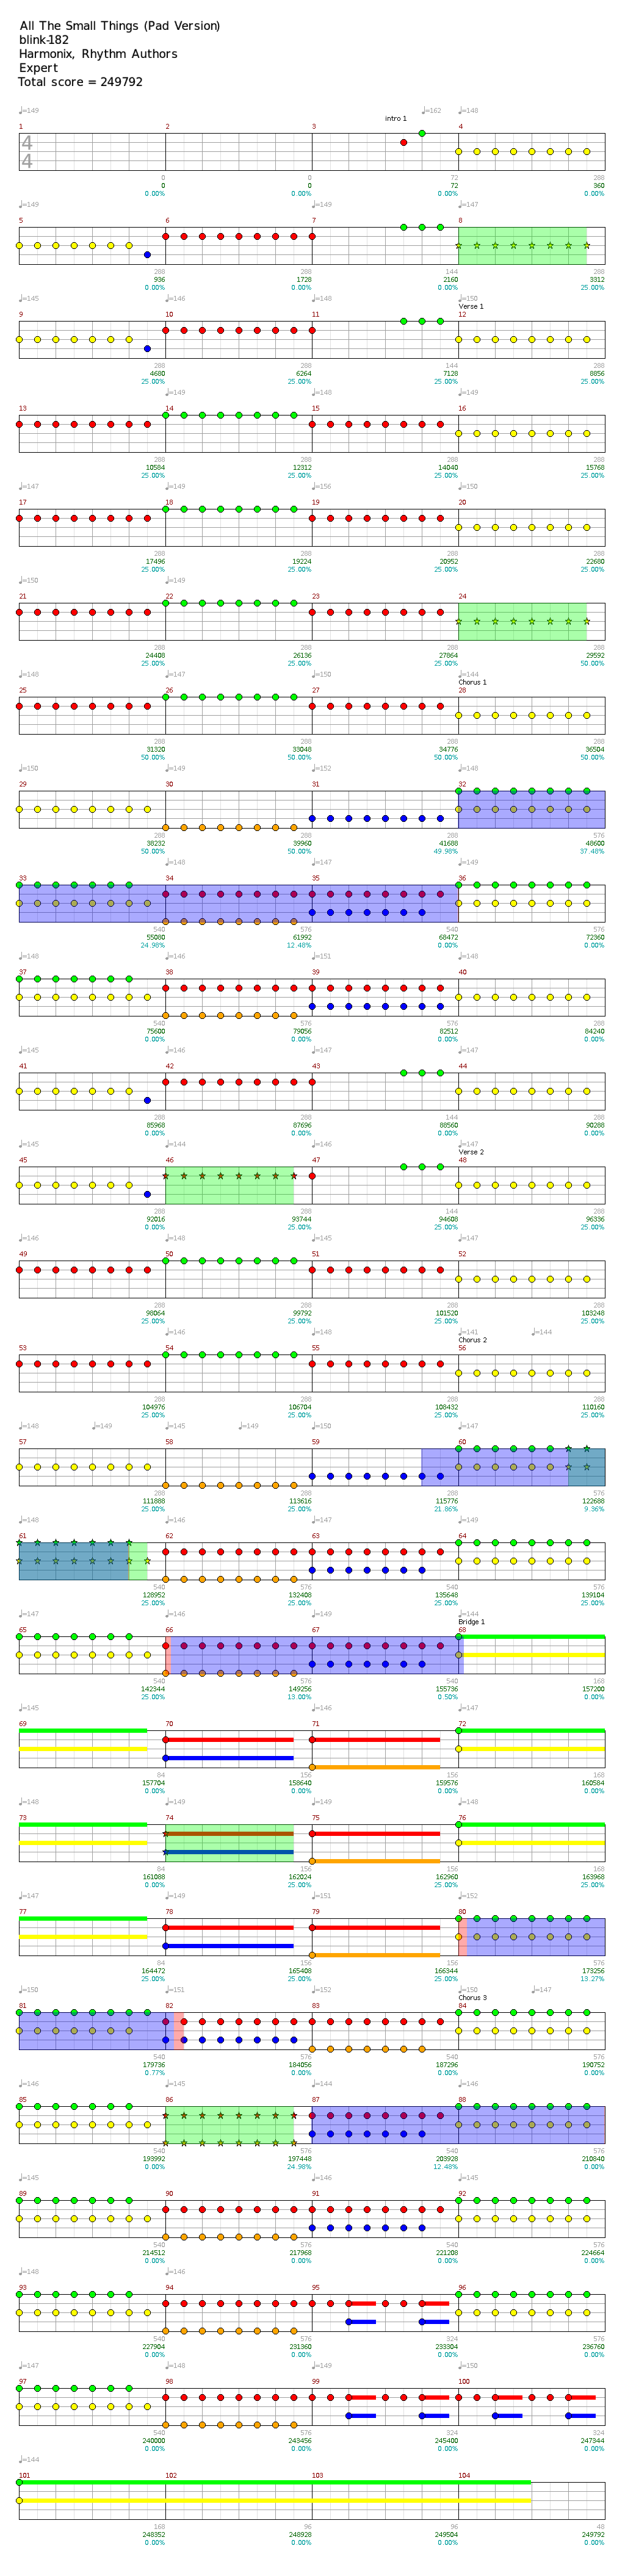 All The Small Things (Pad Version)
blink-182
Harmonix, Rhythm Authors
Expert
Total score = 249792
♩=149 ♩=162 ♩=148
intro 1
1 2 3 4
4
4
0 0 72 288
0 0 72 360
0.00% 0.00% 0.00% 0.00%
♩=149 ♩=149 ♩=147
5 6 7 8
288 288 144 288
936 1728 2160 3312
0.00% 0.00% 0.00% 25.00%
♩=145 ♩=146 ♩=148 ♩=150
Verse 1
9 10 11 12
288 288 144 288
4680 6264 7128 8856
25.00% 25.00% 25.00% 25.00%
♩=149 ♩=148 ♩=149
13 14 15 16
288 288 288 288
10584 12312 14040 15768
25.00% 25.00% 25.00% 25.00%
♩=147 ♩=148 ♩=156 ♩=150
17 18 19 20
288 288 288 288
17496 19224 20952 22680
25.00% 25.00% 25.00% 25.00%
♩=150 ♩=149
21 22 23 24
288 288 288 288
24408 26136 27864 29592
25.00% 25.00% 25.00% 50.00%
♩=148 ♩=147 ♩=150 ♩=144
Chorus 1
25 26 27 28
288 288 288 288
31320 33048 34776 36504
50.00% 50.00% 50.00% 50.00%
♩=150 ♩=149 ♩=152 ♩=148
29 30 31 32
288 288 288 576
38232 39960 41688 48600
50.00% 50.00% 49.98% 37.48%
♩=148 ♩=147 ♩=149
33 34 35 36
540 576 540 576
55080 61992 68472 72360
24.98% 12.48% 0.00% 0.00%
♩=148 ♩=146 ♩=151 ♩=148
37 38 39 40
540 576 576 288
75600 79056 82512 84240
0.00% 0.00% 0.00% 0.00%
♩=145 ♩=146 ♩=147 ♩=147
41 42 43 44
288 288 144 288
85968 87696 88560 90288
0.00% 0.00% 0.00% 0.00%
♩=145 ♩=144 ♩=146 ♩=147
Verse 2
45 46 47 48
288 288 144 288
92016 93744 94608 96336
0.00% 25.00% 25.00% 25.00%
♩=146 ♩=148 ♩=145 ♩=147
49 50 51 52
288 288 288 288
98064 99792 101520 103248
25.00% 25.00% 25.00% 25.00%
♩=146 ♩=148 ♩=141 ♩=144
Chorus 2
53 54 55 56
288 288 288 288
104976 106704 108432 110160
25.00% 25.00% 25.00% 25.00%
♩=148 ♩=149 ♩=145 ♩=149 ♩=150 ♩=147
57 58 59 60
288 288 288 576
111888 113616 115776 122688
25.00% 25.00% 21.86% 9.36%
♩=148 ♩=146 ♩=147 ♩=149
61 62 63 64
540 576 540 576
128952 132408 135648 139104
25.00% 25.00% 25.00% 25.00%
♩=147 ♩=146 ♩=144 ♩=149
Bridge 1
65 66 67 68
540 576 540 168
142344 149256 155736 157200
25.00% 13.00% 0.50% 0.00%
♩=145 ♩=148 ♩=146 ♩=147
69 70 71 72
84 156 156 168
157704 158640 159576 160584
0.00% 0.00% 0.00% 0.00%
♩=148 ♩=149 ♩=149 ♩=148
73 74 75 76
84 156 156 168
161088 162024 162960 163968
0.00% 25.00% 25.00% 25.00%
♩=147 ♩=149 ♩=151 ♩=152
77 78 79 80
84 156 156 576
164472 165408 166344 173256
25.00% 25.00% 25.00% 13.27%
♩=150 ♩=151 ♩=152 ♩=150 ♩=147
Chorus 3
81 82 83 84
540 576 540 576
179736 184056 187296 190752
0.77% 0.00% 0.00% 0.00%
♩=146 ♩=145 ♩=144 ♩=146
85 86 87 88
540 576 540 576
193992 197448 203928 210840
0.00% 24.98% 12.48% 0.00%
♩=145 ♩=144 ♩=146 ♩=145
89 90 91 92
540 576 540 576
214512 217968 221208 224664
0.00% 0.00% 0.00% 0.00%
♩=148 ♩=146
93 94 95 96
540 576 324 576
227904 231360 233304 236760
0.00% 0.00% 0.00% 0.00%
♩=147 ♩=148 ♩=149 ♩=150
97 98 99 100
540 576 324 324
240000 243456 245400 247344
0.00% 0.00% 0.00% 0.00%
♩=144
101 102 103 104
168 96 96 48
248352 248928 249504 249792
0.00% 0.00% 0.00% 0.00%